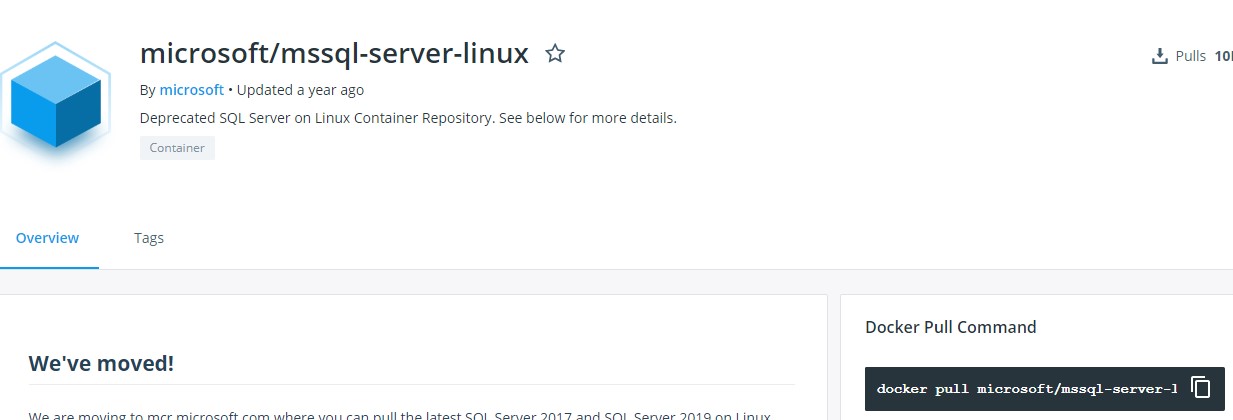 microsoft/mssql-server-linux
Pulls 10
By microsoft • Updated a year ago
Deprecated SQL Server on Linux Container Repository. See below for more details.
Container
Overview
Tags
Docker Pull Command
We've moved!
docker pull microsoft/mssql-server-l
We are moving to mcr.microsoft.com where you can pull the latest SQL Server 2017 and SQL Server 2019 on Linux